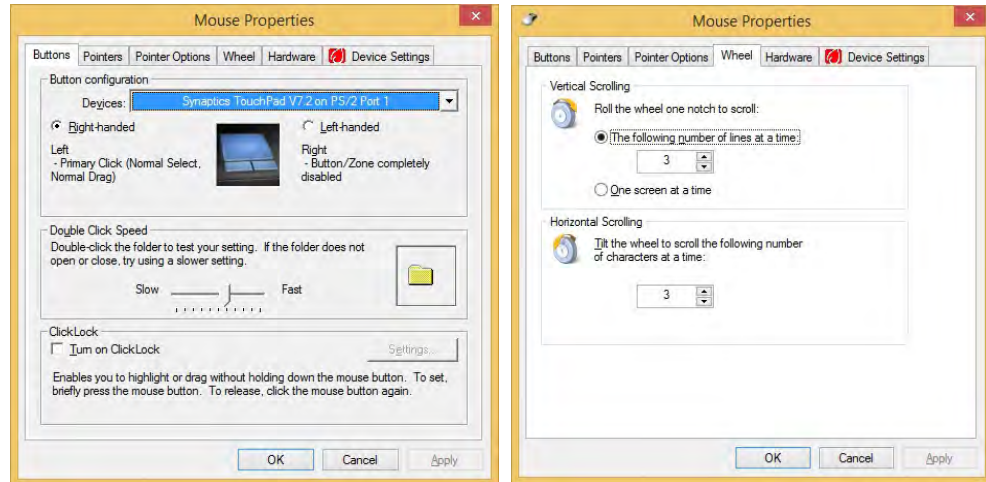 Mouse Properties
Buttons Pointers Pointer Options Wheel Hardware Device Settings
Button configuration
Devices: Synaptics TouchPad V7.2 on PS/2 Port 1
Right-handed
Left-handed
Left
- Primary Click (Normal Select,
Normal Drag)
Right
- Button/Zone completely
disabled
Double Click Speed
Double-click the folder to test your setting. If the folder does not
open or close, try using a slower setting.
Slow Fast
ClickLock
Turn on ClickLock
Settings...
Enables you to highlight or drag without holding down the mouse button. To set,
briefly press the mouse button. To release, click the mouse button again.
OK Cancel Apply
Mouse Properties
Buttons Pointers Pointer Options Wheel Hardware Device Settings
Vertical Scrolling
Roll the wheel one notch to scroll:
The following number of lines at a time:
3
One screen at a time
Horizontal Scrolling
Tilt the wheel to scroll the following number
of characters at a time:
3
OK Cancel Apply